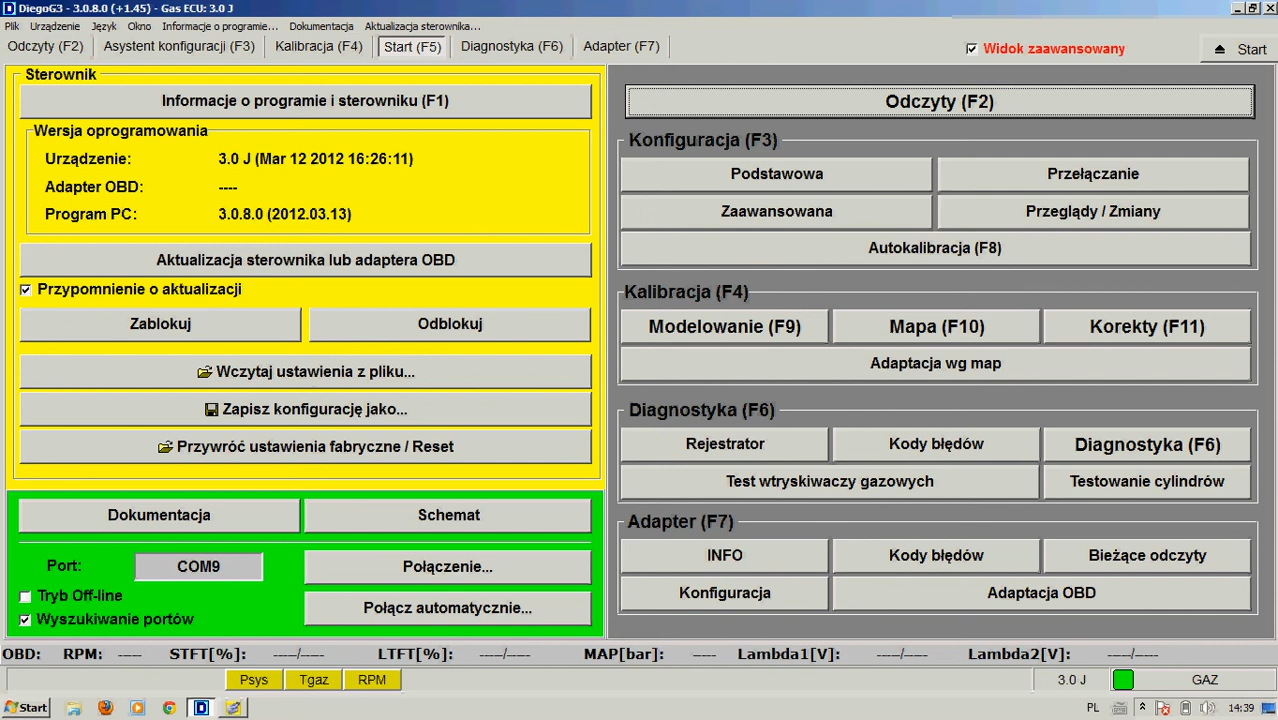 DiegoG3 - 3.0.8.0 (+1.45) - Gas ECU: 3.0 J
Plik Urządzenie Język Okno Informacje o programie... Dokumentacja Aktualizacja sterownika...
Odczyty (F2) Asystent konfiguracji (F3) Kalibracja (F4) Start (F5) Diagnostyka (F6) Adapter (F7) Widok zaawansowany Start
Sterownik
Informacje o programie i sterowniku (F1)
Wersja oprogramowania
Urządzenie: 3.0 J (Mar 12 2012 16:26:11)
Adapter OBD: ----
Program PC: 3.0.8.0 (2012.03.13)
Aktualizacja sterownika lub adaptera OBD
Przypomnienie o aktualizacji
Zablokuj Odblokuj
Wczytaj ustawienia z pliku...
Zapisz konfigurację jako...
Przywróć ustawienia fabryczne / Reset
Dokumentacja Schemat
Port: COM9 Połączenie...
Tryb Off-line
Wyszukiwanie portów
Połącz automatycznie...
Odczyty (F2)
Konfiguracja (F3)
Podstawowa Przełączanie
Zaawansowana Przeglądy / Zmiany
Autokalibracja (F8)
Kalibracja (F4)
Modelowanie (F9) Mapa (F10) Korekty (F11)
Adaptacja wg map
Diagnostyka (F6)
Rejestrator Kody błędów Diagnostyka (F6)
Test wtryskiwaczy gazowych Testowanie cylindrów
Adapter (F7)
INFO Kody błędów Bieżące odczyty
Konfiguracja Adaptacja OBD
OBD: RPM: ---- STFT[%]: ----/---- LTFT[%]: ----/---- MAP[bar]: ---- Lambda1[V]: ----/---- Lambda2[V]: ----/----
Psys Tgaz RPM 3.0 J GAZ
Start D PL 14:39